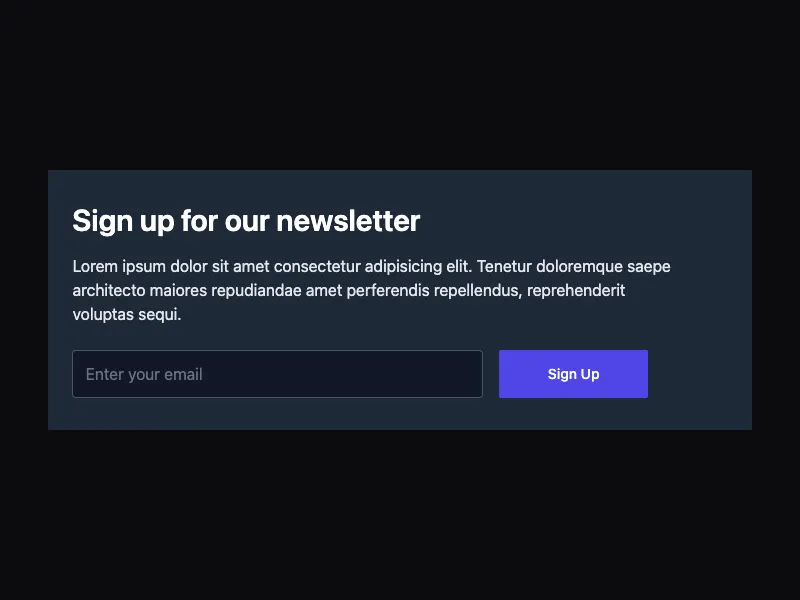 Sign up for our newsletter
Lorem ipsum dolor sit amet consectetur adipisicing elit. Tenetur doloremque saepe
architecto maiores repudiandae amet perferendis repellendus, reprehenderit
voluptas sequi.
Enter your email
Sign Up